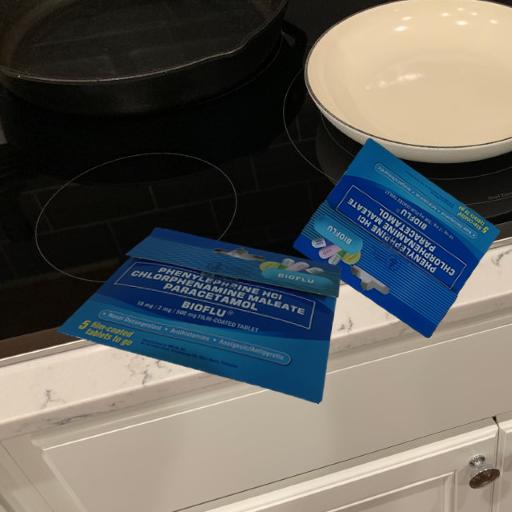 PHENYLEPHRINE HCl
CHLORPHENAMINE MALEATE
PARACETAMOL
BIOFLU®
10 mg / 2 mg / 500 mg FILM-COATED TABLET
• Nasal Decongestant • Antihistamine • Analgesic/Antipyretic
5 film-coated
tablets to go
BIOFLU
PHENYLEPHRINE HCl
CHLORPHENAMINE MALEATE
PARACETAMOL
BIOFLU
BIOFLU